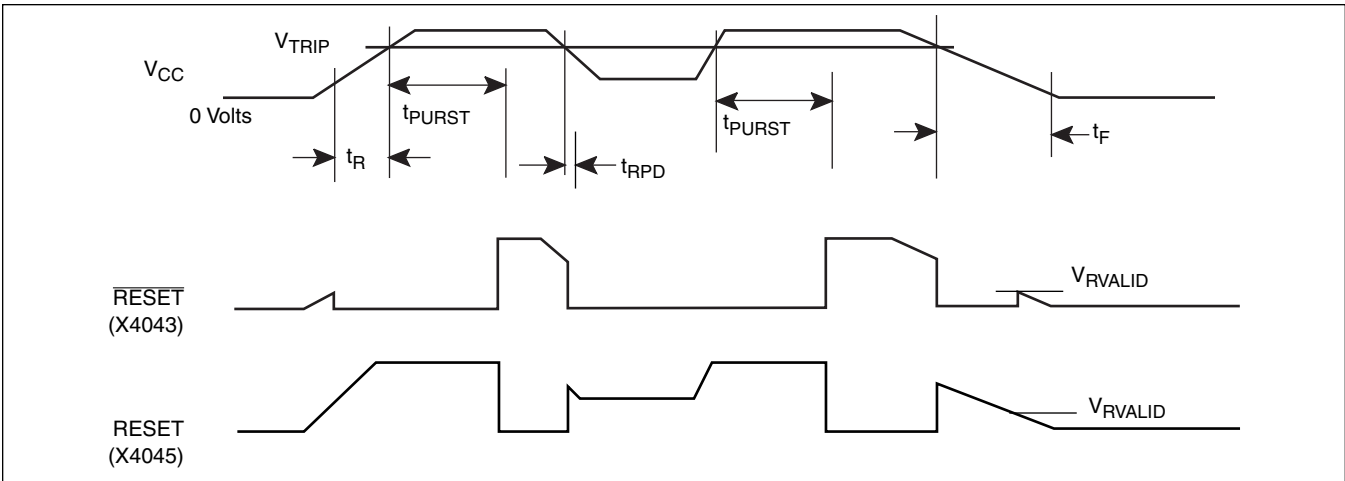 VTRIP
VCC
0 Volts
tPURST
tPURST
tR
tRPD
tF
RESET
(X4043)
VRVALID
RESET
(X4045)
VRVALID